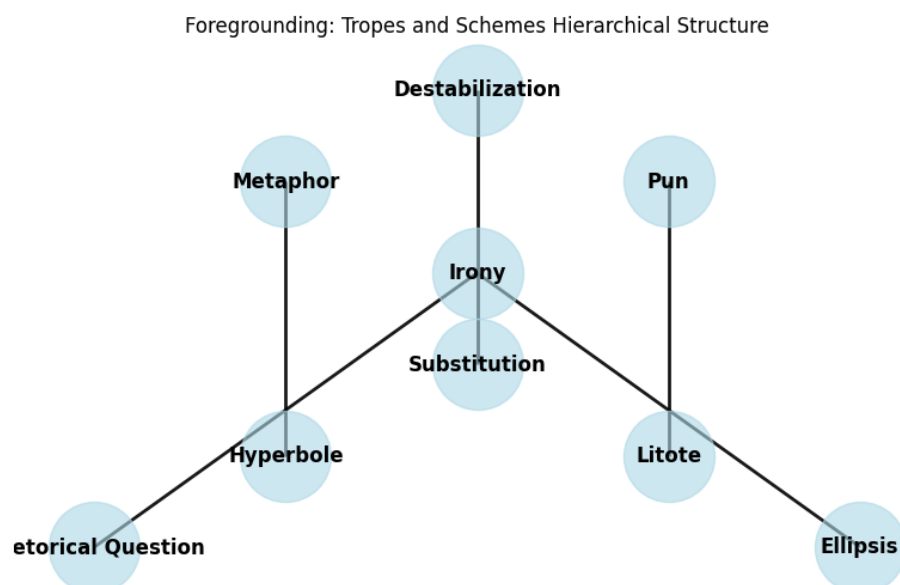 Foregrounding: Tropes and Schemes Hierarchical Structure
Destabilization
Metaphor
Pun
Irony
Substitution
Hyperbole
Litote
etorical Question
Ellipsis